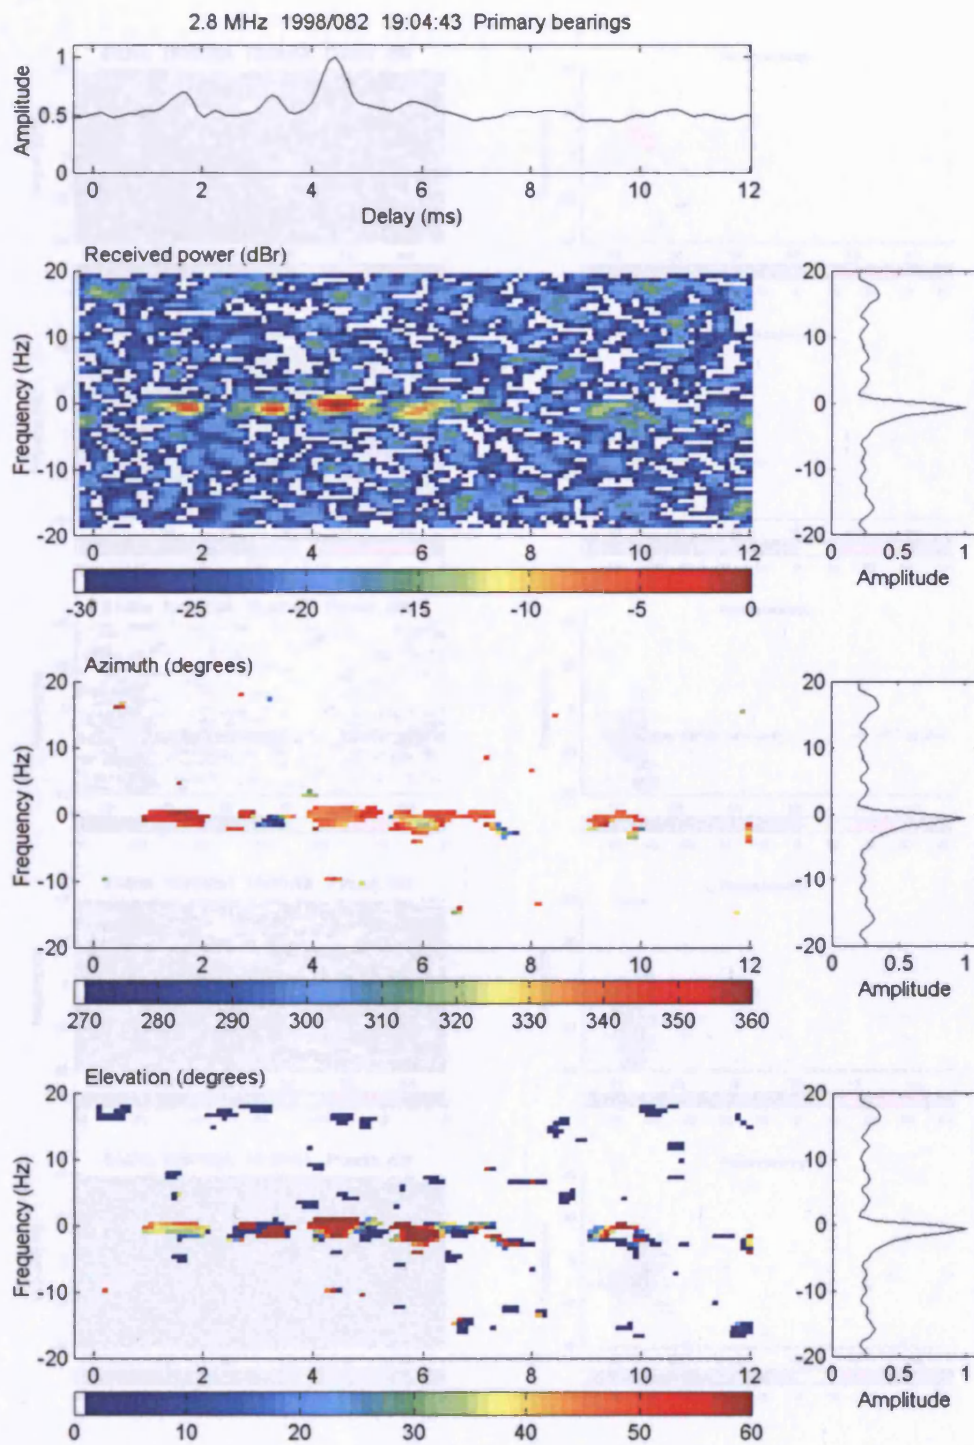 2.8 MHz 1998/082 19:04:43 Primary bearings
1
0.5
0
Amplitude
0 2 4 6 8 10 12
Delay (ms)
Received power (dBr)
20
10
0
-10
-20
Frequency (Hz)
0 2 4 6 8 10 12
20
10
0
-10
-20
0 0.5 1
Amplitude
-30 -25 -20 -15 -10 -5 0
Azimuth (degrees)
20
10
0
-10
-20
Frequency (Hz)
0 2 4 6 8 10 12
20
10
0
-10
-20
0 0.5 1
Amplitude
270 280 290 300 310 320 330 340 350 360
Elevation (degrees)
20
10
0
-10
-20
Frequency (Hz)
0 2 4 6 8 10 12
20
10
0
-10
-20
0 0.5 1
Amplitude
0 10 20 30 40 50 60